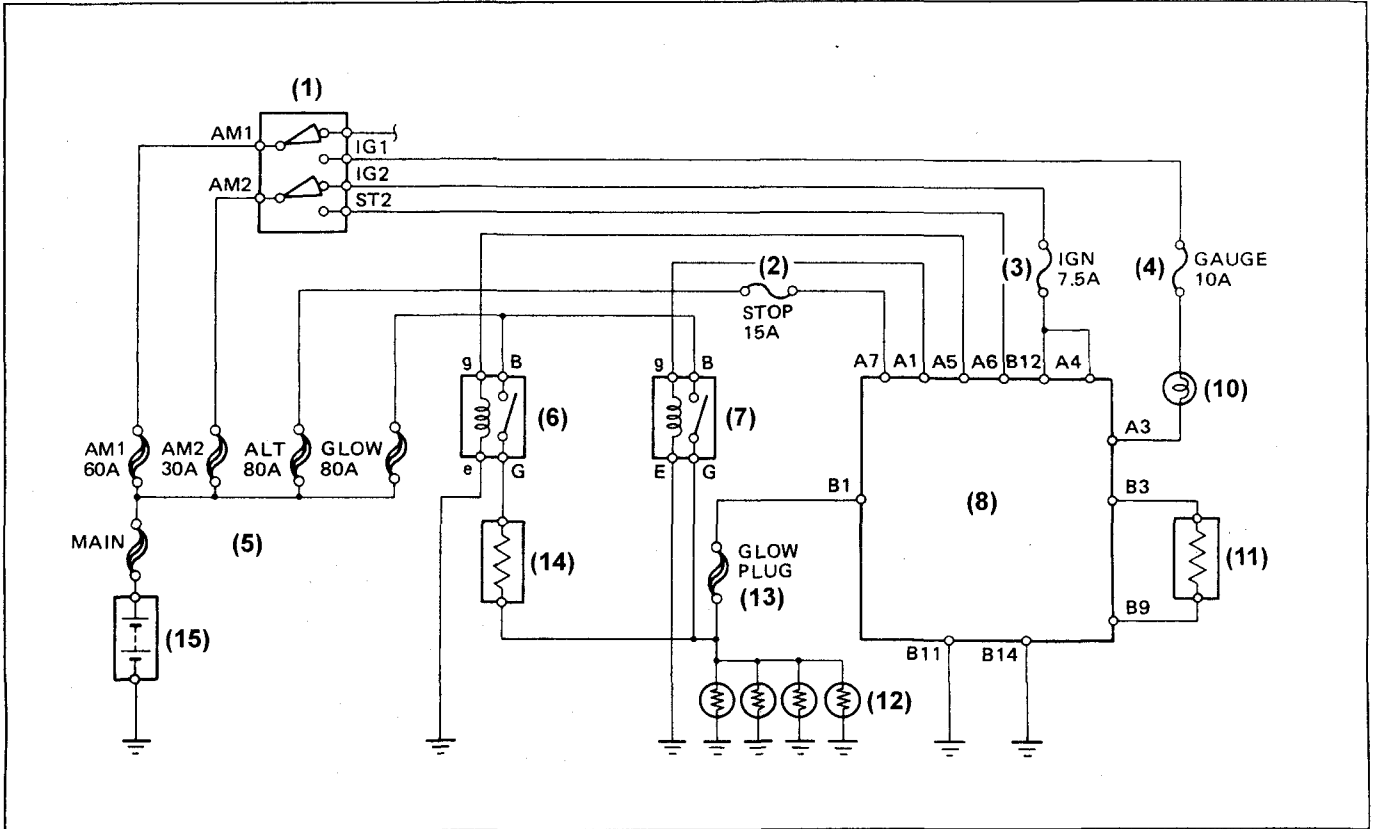 (1)
AM1
IG1
AM2
IG2
ST2
(2)
STOP
15A
(3)
IGN
7.5A
(4)
GAUGE
10A
g
B
g
B
A7
A1
A5
A6
B12
A4
(6)
(7)
(10)
A3
AM1
60A
AM2
30A
ALT
80A
GLOW
80A
e
G
E
G
B1
(8)
B3
MAIN
(5)
(14)
GLOW
PLUG
(13)
(11)
B9
(15)
B11
B14
(12)